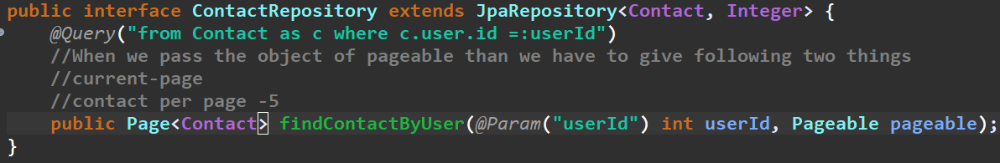 public interface ContactRepository extends JpaRepository<Contact, Integer> {
@Query("from Contact as c where c.user.id =:userId")
//When we pass the object of pageable than we have to give following two things
//current-page
//contact per page -5
public Page<Contact> findContactByUser(@Param("userId") int userId, Pageable pageable);
}